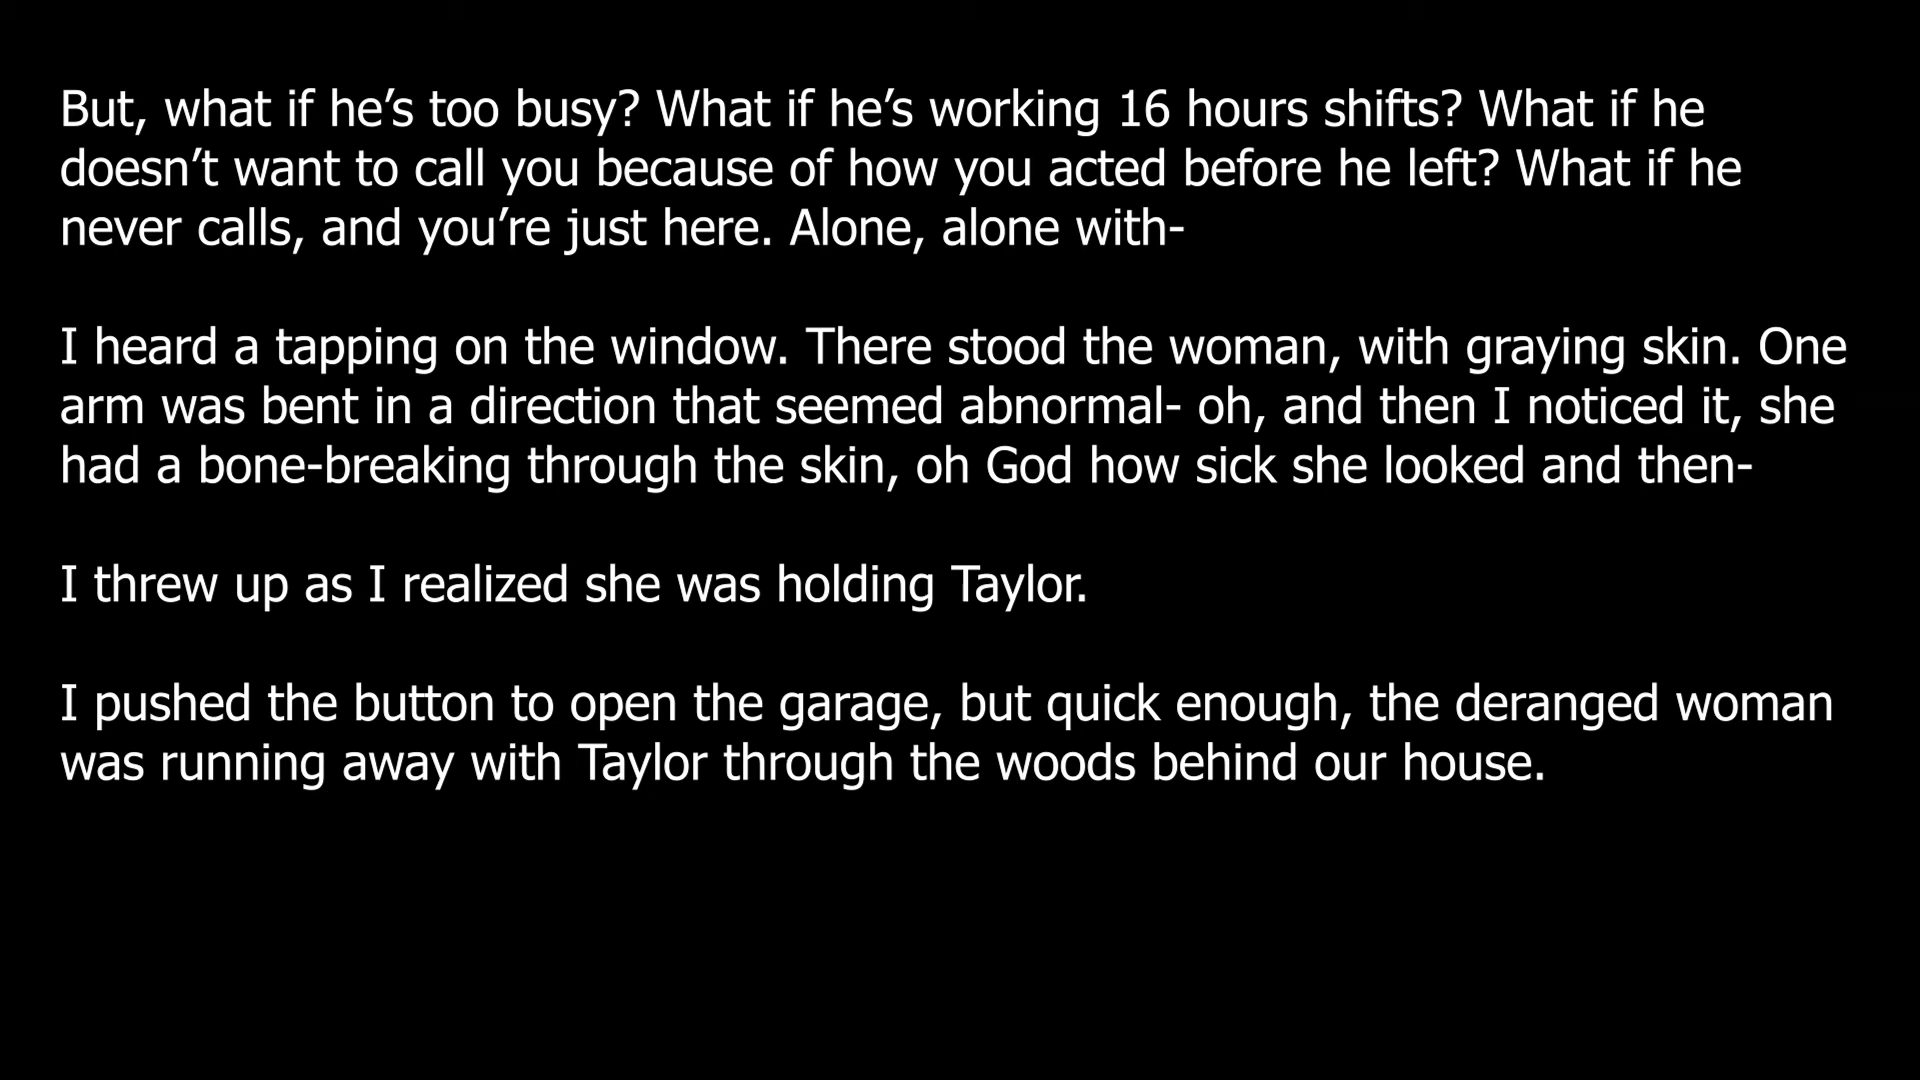 But, what if he’s too busy? What if he’s working 16 hours shifts? What if he
doesn’t want to call you because of how you acted before he left? What if he
never calls, and you’re just here. Alone, alone with-
I heard a tapping on the window. There stood the woman, with graying skin. One
arm was bent in a direction that seemed abnormal- oh, and then I noticed it, she
had a bone-breaking through the skin, oh God how sick she looked and then-
I threw up as I realized she was holding Taylor.
I pushed the button to open the garage, but quick enough, the deranged woman
was running away with Taylor through the woods behind our house.